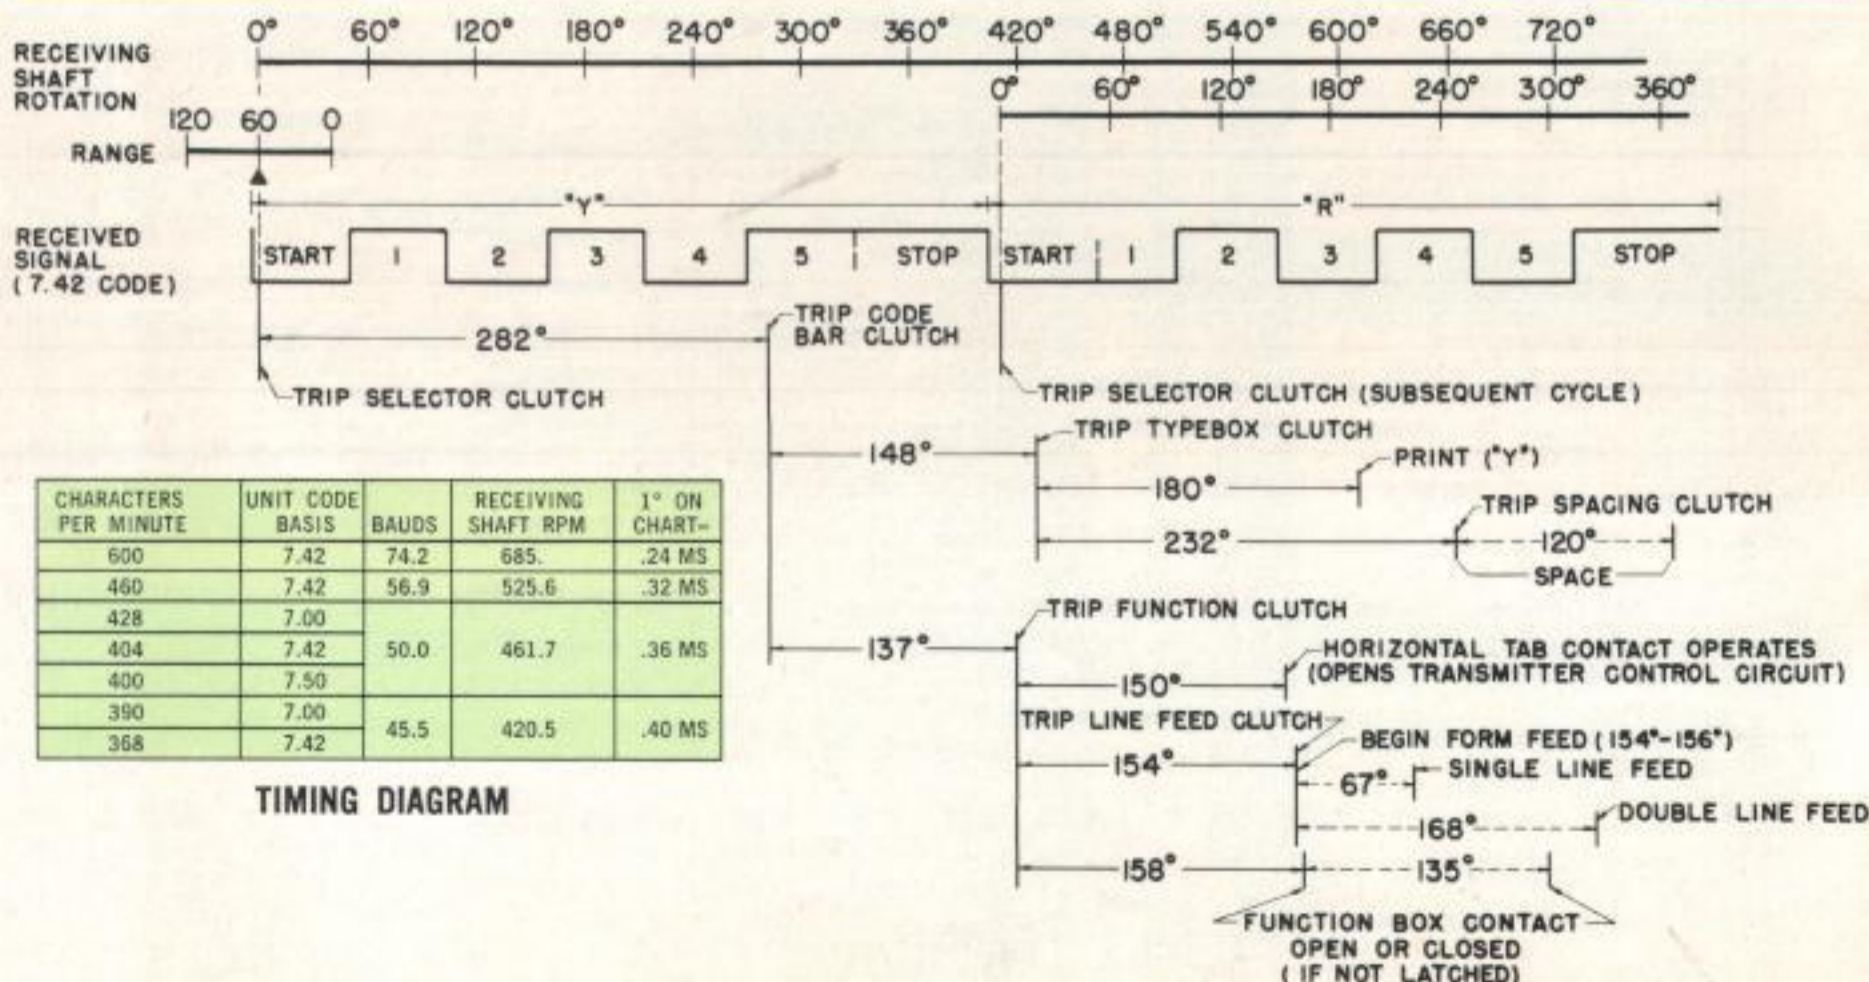 0° 60° 120° 180° 240° 300° 360° 420° 480° 540° 600° 660° 720°
RECEIVING
SHAFT
ROTATION
0° 60° 120° 180° 240° 300° 360°
120 60 0
RANGE
"Y" "R"
RECEIVED
SIGNAL
(7.42 CODE)
START 1 2 3 4 5 STOP START 1 2 3 4 5 STOP
282°
TRIP CODE
BAR CLUTCH
TRIP SELECTOR CLUTCH
TRIP SELECTOR CLUTCH (SUBSEQUENT CYCLE)
TRIP TYPEBOX CLUTCH
148°
PRINT ("Y")
180°
TRIP SPACING CLUTCH
232° 120°
SPACE
CHARACTERS PER MINUTE UNIT CODE BASIS BAUDS RECEIVING SHAFT RPM 1° ON CHART=
600 7.42 74.2 685. .24 MS
460 7.42 56.9 525.6 .32 MS
428 7.00
404 7.42 50.0 461.7 .36 MS
400 7.50
390 7.00 45.5 420.5 .40 MS
368 7.42
TIMING DIAGRAM
TRIP FUNCTION CLUTCH
137°
HORIZONTAL TAB CONTACT OPERATES
(OPENS TRANSMITTER CONTROL CIRCUIT)
150°
TRIP LINE FEED CLUTCH
BEGIN FORM FEED (154°-156°)
154°
SINGLE LINE FEED
67°
DOUBLE LINE FEED
168°
158° 135°
FUNCTION BOX CONTACT
OPEN OR CLOSED
(IF NOT LATCHED)